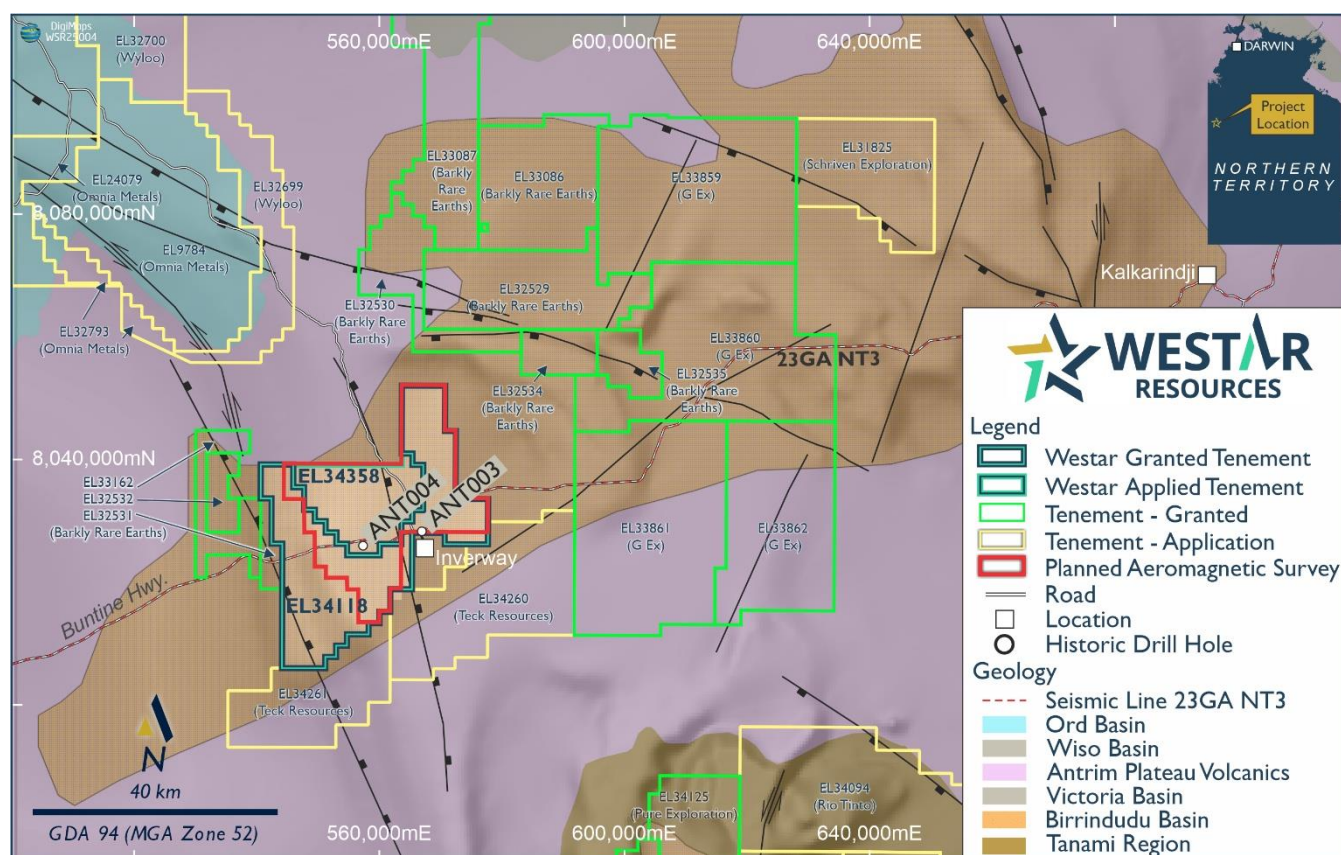 DigiMaps
WSR25004
EL32700
(Wyloo)
560,000mE
600,000mE
640,000mE
DARWIN
Project
Location
NORTHERN
TERRITORY
EL24079
(Omnia Metals)
EL32699
(Wyloo)
8,080,000mN
EL9784
(Omnia Metals)
EL32793
(Omnia Metals)
EL33087
(Barkly
Rare
Earths)
EL33086
(Barkly Rare Earths)
EL33859
(G Ex)
EL31825
(Schriven Exploration)
Kalkarindji
EL32530
(Barkly Rare
Earths)
EL32529
(Barkly Rare Earths)
EL33860
(G Ex)
23GA NT3
EL32534
(Barkly Rare
Earths)
EL32535
(Barkly Rare
Earths)
8,040,000mN
EL33162
EL32532
EL32531
(Barkly Rare Earths)
EL34358
ANT004
ANT003
Inverway
EL34118
Buntine Hwy.
EL33861
(G Ex)
EL33862
(G Ex)
EL34260
(Teck Resources)
EL34261
(Teck Resources)
EL34125
(Pure Exploration)
EL34094
(Rio Tinto)
N
40 km
GDA 94 (MGA Zone 52)
560,000mE
600,000mE
640,000mE
WESTAR
RESOURCES
Legend
Westar Granted Tenement
Westar Applied Tenement
Tenement - Granted
Tenement - Application
Planned Aeromagnetic Survey
Road
Location
Historic Drill Hole
Geology
Seismic Line 23GA NT3
Ord Basin
Wiso Basin
Antrim Plateau Volcanics
Victoria Basin
Birrindudu Basin
Tanami Region